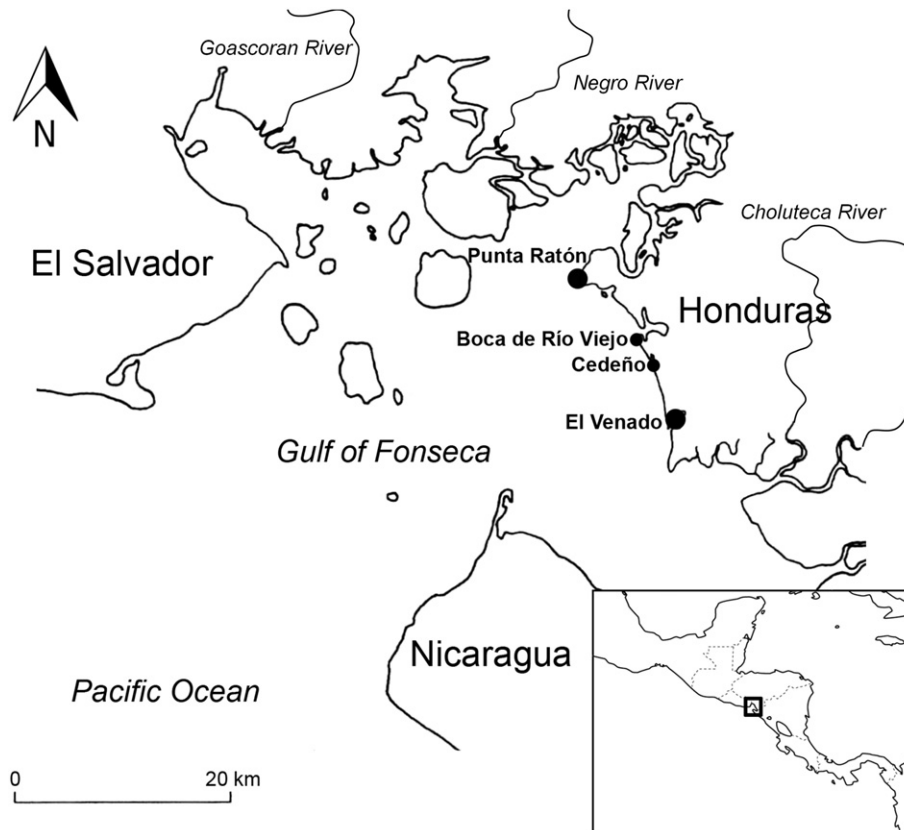 Goascoran River
Negro River
N
Choluteca River
El Salvador
Punta Ratón
Honduras
Boca de Río Viejo
Cedeño
El Venado
Gulf of Fonseca
Nicaragua
Pacific Ocean
0 20 km